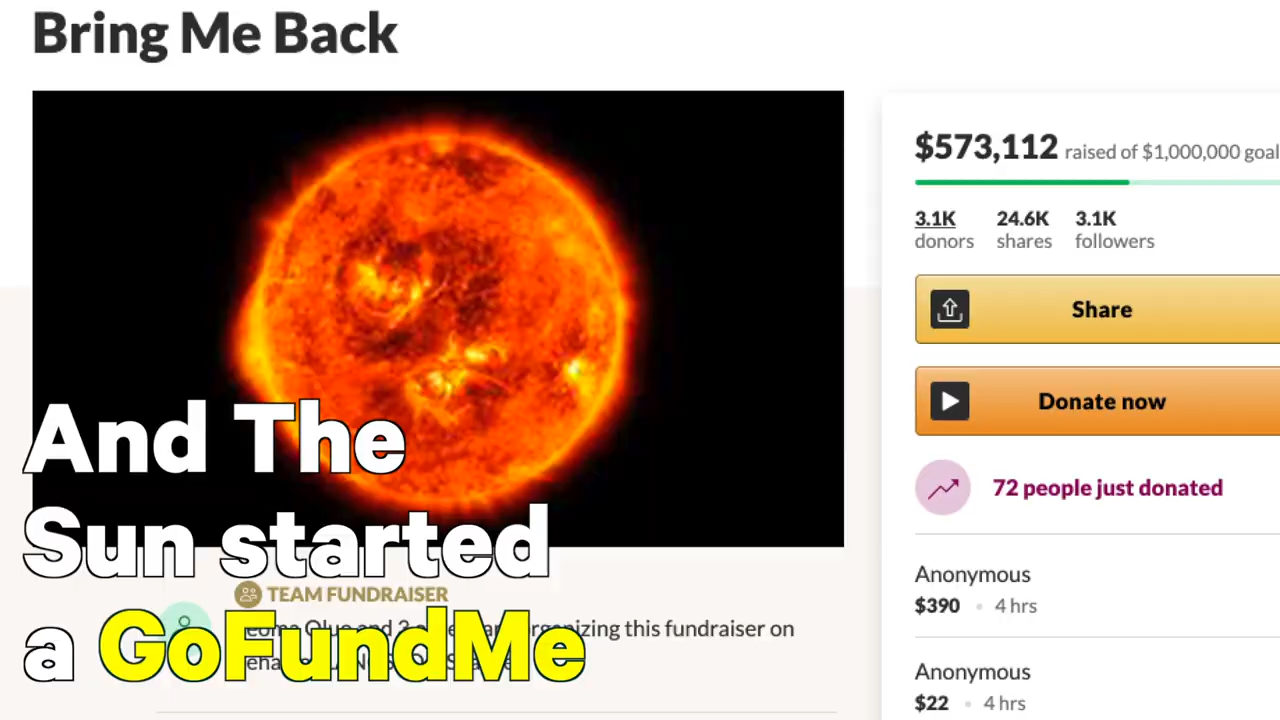 Bring Me Back
$573,112 raised of $1,000,000 goal
3.1K 24.6K 3.1K
donors shares followers
Share
Donate now
72 people just donated
Anonymous
$390 • 4 hrs
Anonymous
$22 • 4 hrs
And The
Sun started
a GoFundMe
TEAM FUNDRAISER
and organizing this fundraiser on